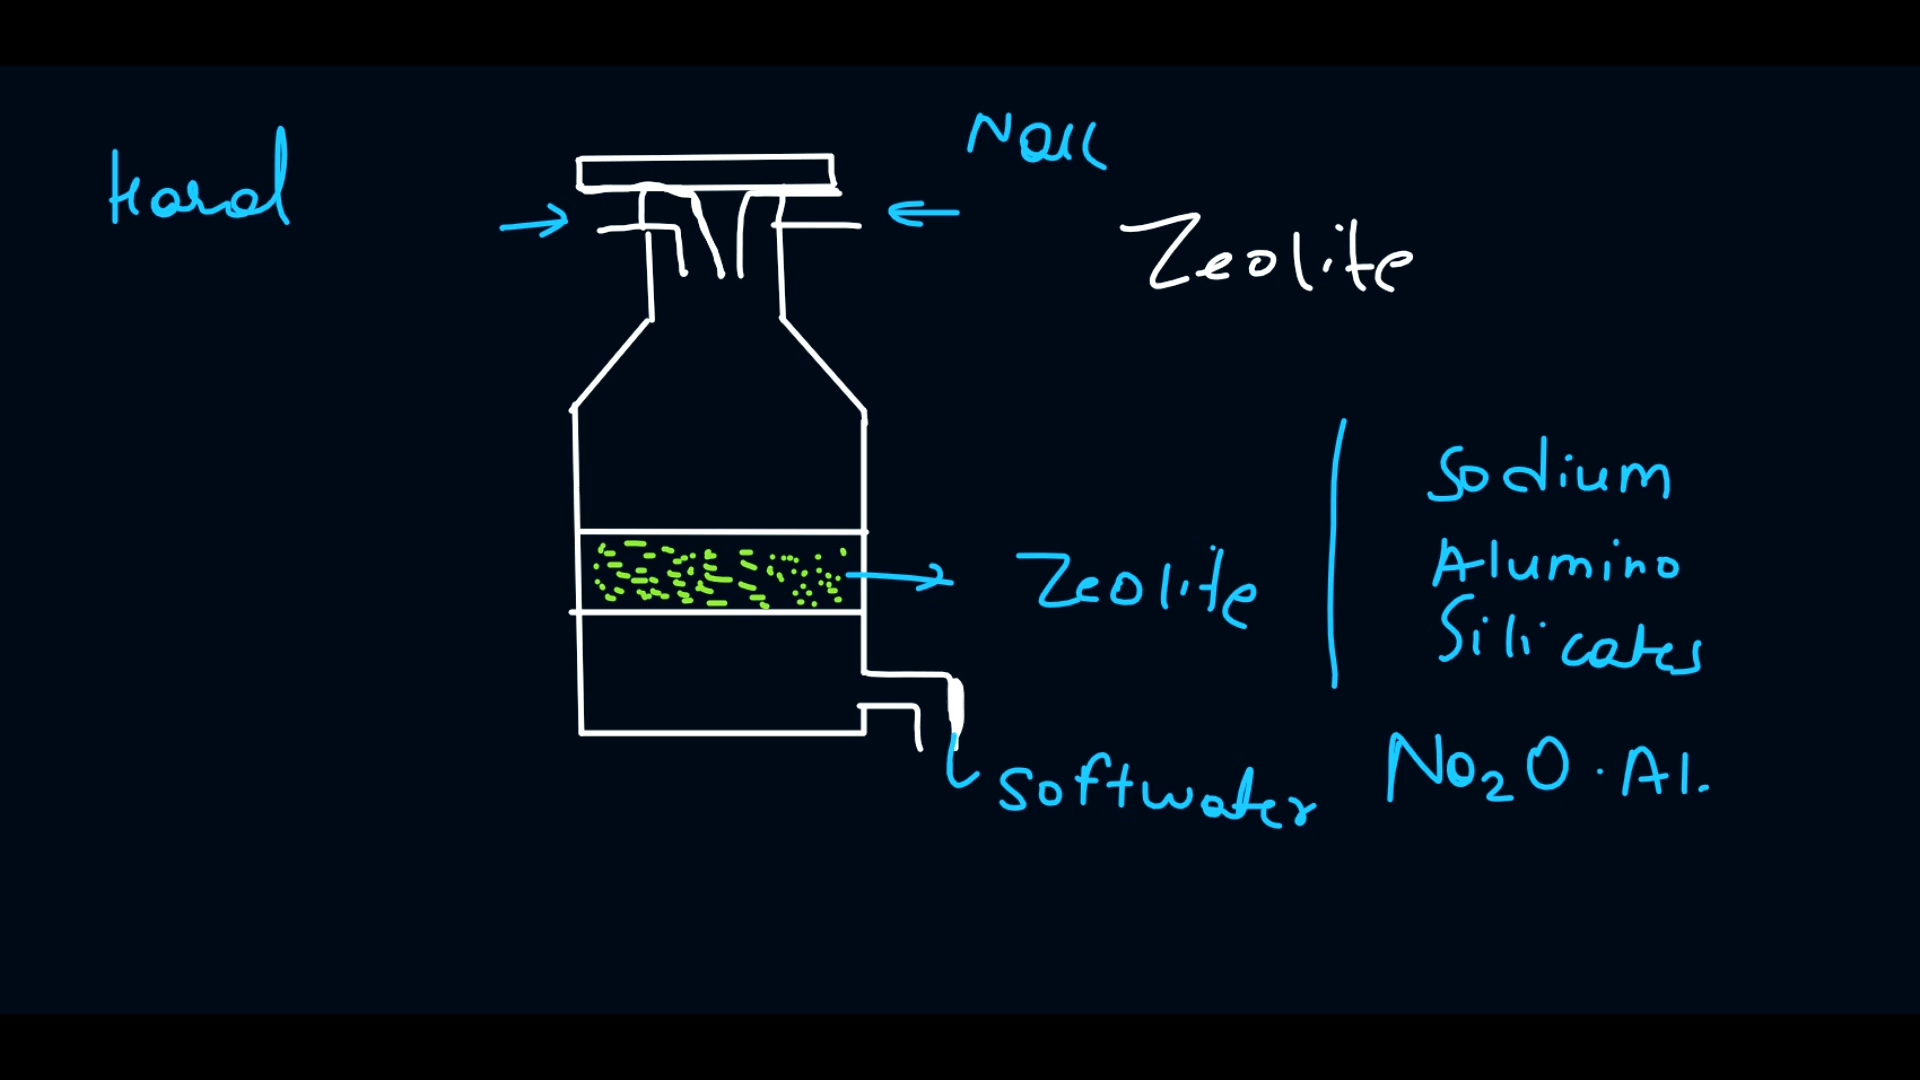 Hard
NaCl
Zeolite
Zeolite
Sodium
Alumino
Silicates
Softwater
Na2O·Al.